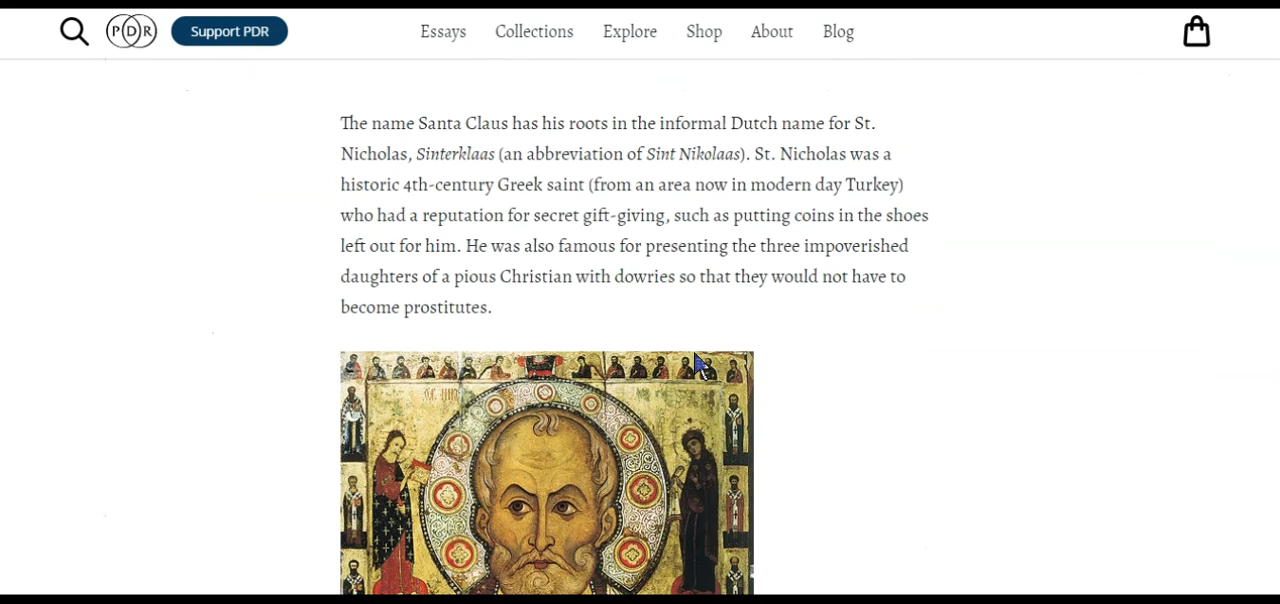 PDR
Support PDR
Essays
Collections
Explore
Shop
About
Blog
The name Santa Claus has his roots in the informal Dutch name for St.
Nicholas, Sinterklaas (an abbreviation of Sint Nikolaas). St. Nicholas was a
historic 4th-century Greek saint (from an area now in modern day Turkey)
who had a reputation for secret gift-giving, such as putting coins in the shoes
left out for him. He was also famous for presenting the three impoverished
daughters of a pious Christian with dowries so that they would not have to
become prostitutes.